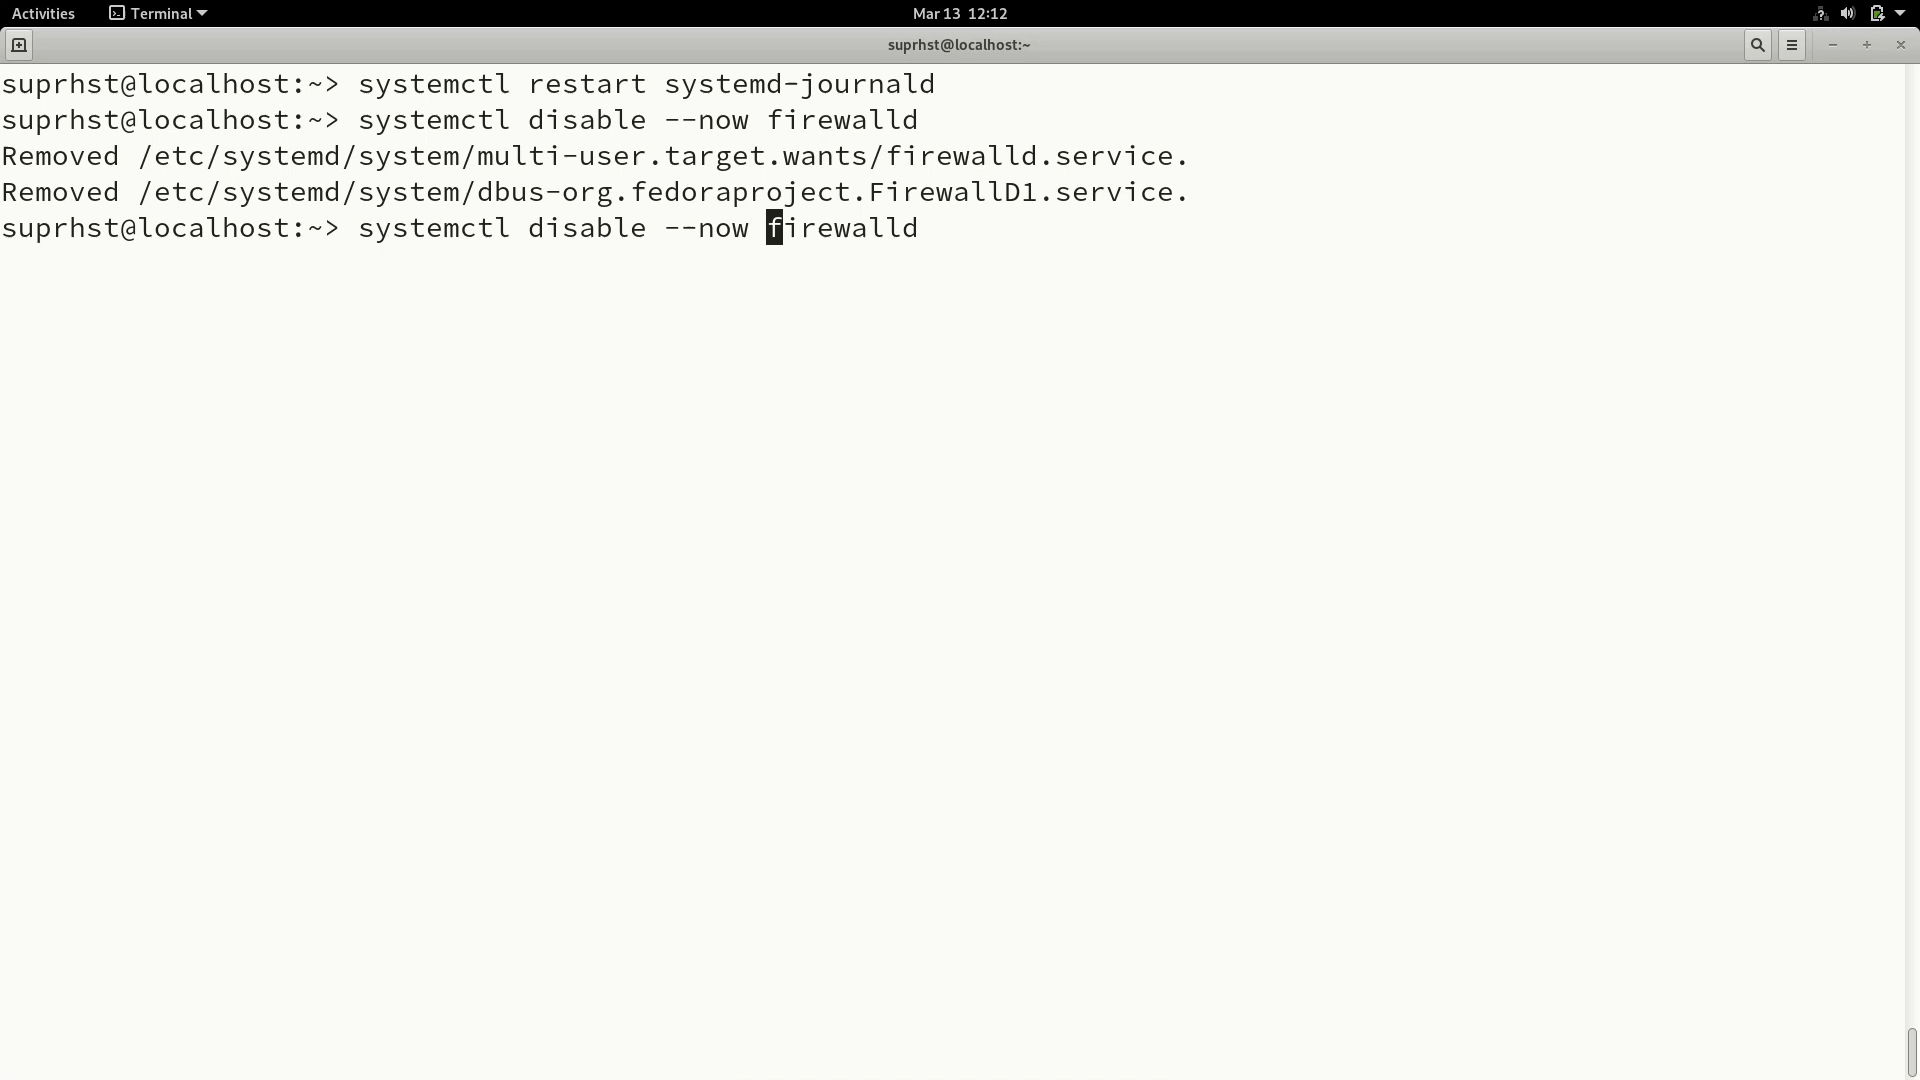 Activities Terminal Mar 13 12:12
suprhst@localhost:~
suprhst@localhost:~> systemctl restart systemd-journald
suprhst@localhost:~> systemctl disable --now firewalld
Removed /etc/systemd/system/multi-user.target.wants/firewalld.service.
Removed /etc/systemd/system/dbus-org.fedoraproject.FirewallD1.service.
suprhst@localhost:~> systemctl disable --now firewalld